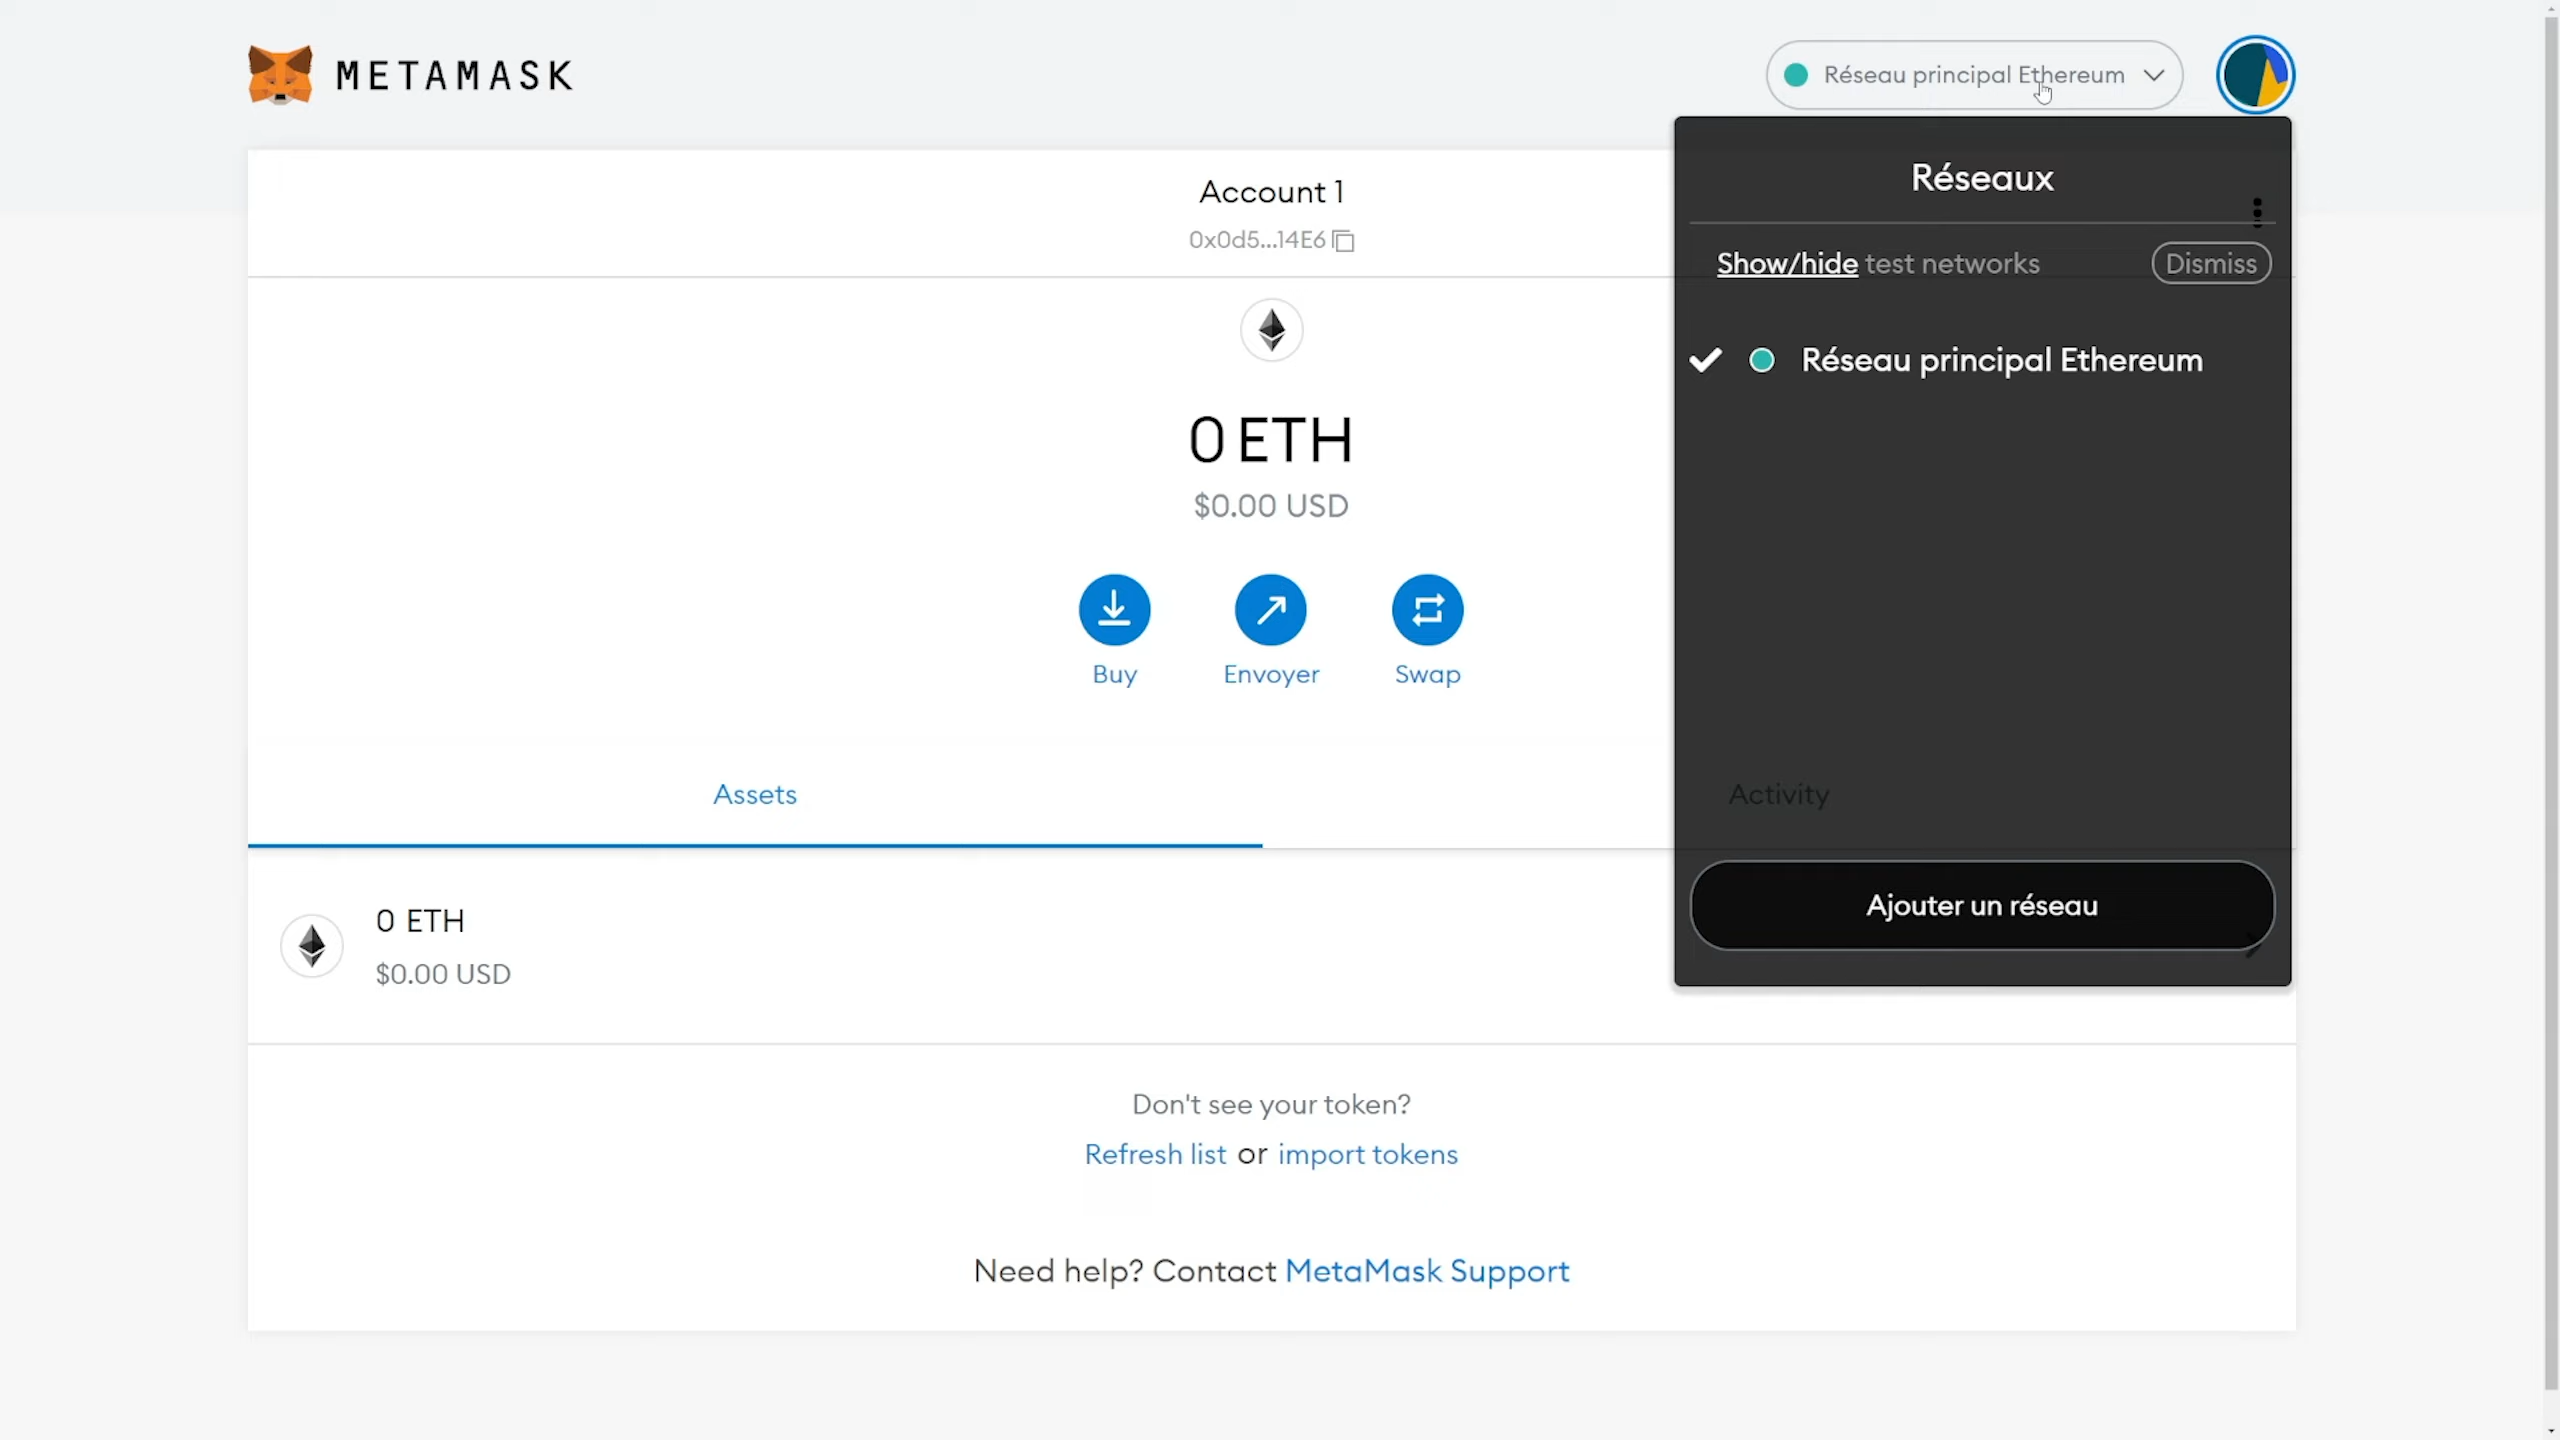 METAMASK
Réseau principal Ethereum
Account 1
0x0d5...14E6
0 ETH
$0.00 USD
Buy
Envoyer
Swap
Réseaux
Show/hide test networks
Dismiss
Réseau principal Ethereum
Assets
Activity
Ajouter un réseau
0 ETH
$0.00 USD
Don't see your token?
Refresh list or import tokens
Need help? Contact MetaMask Support